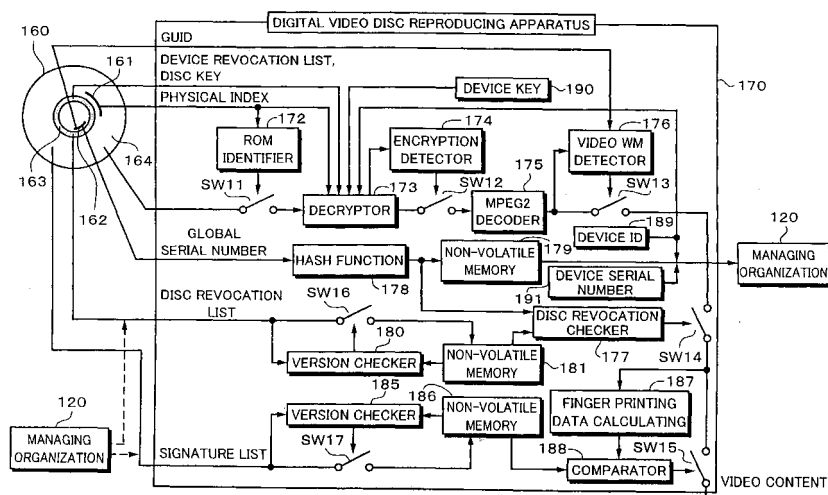 DIGITAL VIDEO DISC REPRODUCING APPARATUS
160
161
GUID
DEVICE REVOCATION LIST,
DISC KEY
PHYSICAL INDEX
DEVICE KEY
190
170
172
ROM
IDENTIFIER
174
ENCRYPTION
DETECTOR
176
VIDEO WM
DETECTOR
164
163
162
SW11
173
DECRYPTOR
SW12
175
MPEG2
DECODER
SW13
189
DEVICE ID
120
MANAGING
ORGANIZATION
GLOBAL
SERIAL NUMBER
HASH FUNCTION
178
179
NON-VOLATILE
MEMORY
DEVICE SERIAL
NUMBER
191
DISC REVOCATION
LIST
SW16
DISC REVOCATION
CHECKER
177
SW14
180
VERSION CHECKER
NON-VOLATILE
MEMORY
181
185
VERSION CHECKER
186
NON-VOLATILE
MEMORY
187
FINGER PRINTING
DATA CALCULATING
120
MANAGING
ORGANIZATION
SIGNATURE LIST
SW17
188
COMPARATOR
SW15
VIDEO CONTENT